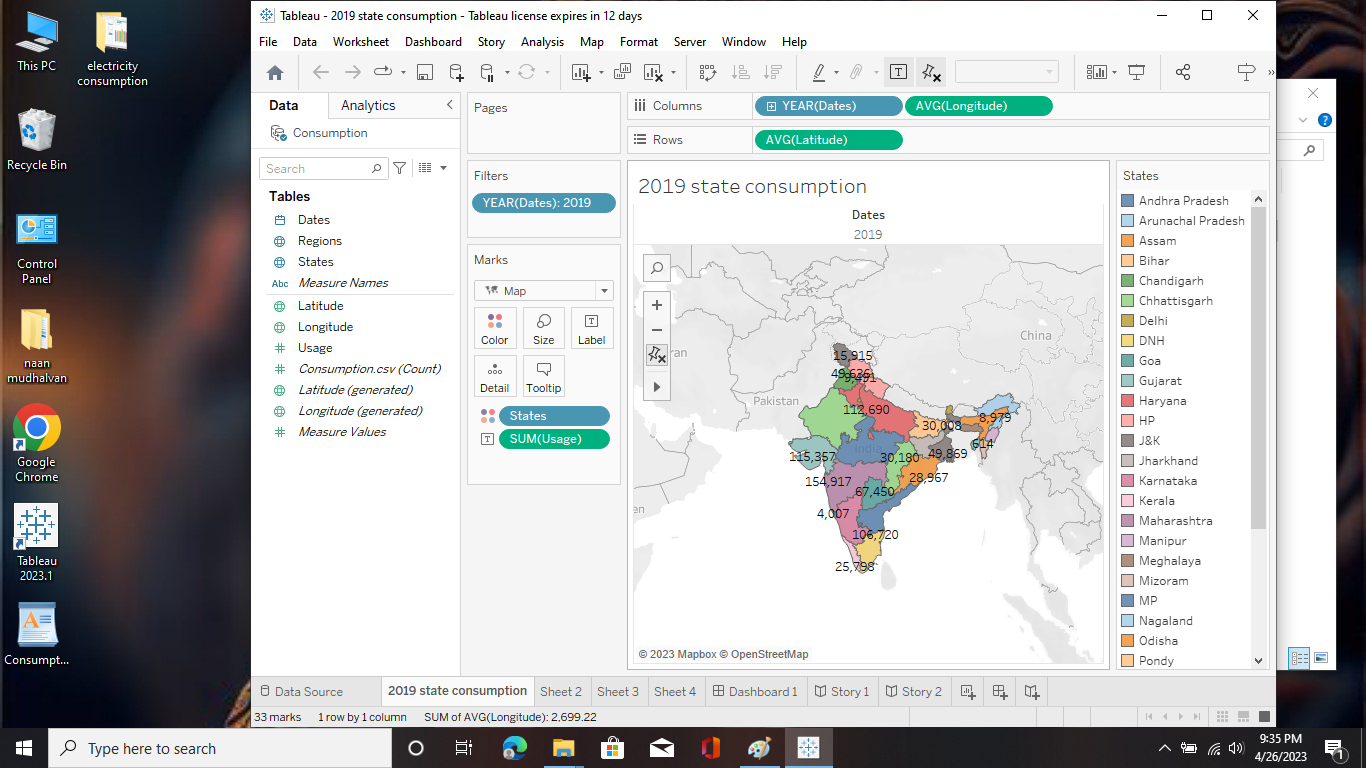 This PC
electricity
consumption
Recycle Bin
Control
Panel
naan
mudhalvan
Google
Chrome
Tableau
2023.1
Consumpt...
Tableau - 2019 state consumption - Tableau license expires in 12 days
File Data Worksheet Dashboard Story Analysis Map Format Server Window Help
Data Analytics
Consumption
Search
Tables
Dates
Regions
States
Abc Measure Names
Latitude
Longitude
Usage
Consumption.csv (Count)
Latitude (generated)
Longitude (generated)
Measure Values
Pages
Filters
YEAR(Dates): 2019
Marks
Map
Color Size Label
Detail Tooltip
States
SUM(Usage)
Columns YEAR(Dates) AVG(Longitude)
Rows AVG(Latitude)
2019 state consumption
Dates
2019
China
Pakistan
India
15,915
49,636
9,491
112,690
30,008
8,979
614
115,357
30,180
49,869
154,917
28,967
67,450
4,007
106,720
25,798
© 2023 Mapbox © OpenStreetMap
States
Andhra Pradesh
Arunachal Pradesh
Assam
Bihar
Chandigarh
Chhattisgarh
Delhi
DNH
Goa
Gujarat
Haryana
HP
J&K
Jharkhand
Karnataka
Kerala
Maharashtra
Manipur
Meghalaya
Mizoram
MP
Nagaland
Odisha
Pondy
Data Source 2019 state consumption Sheet 2 Sheet 3 Sheet 4 Dashboard 1 Story 1 Story 2
33 marks 1 row by 1 column SUM of AVG(Longitude): 2,699.22
Type here to search
9:35 PM
4/26/2023
1